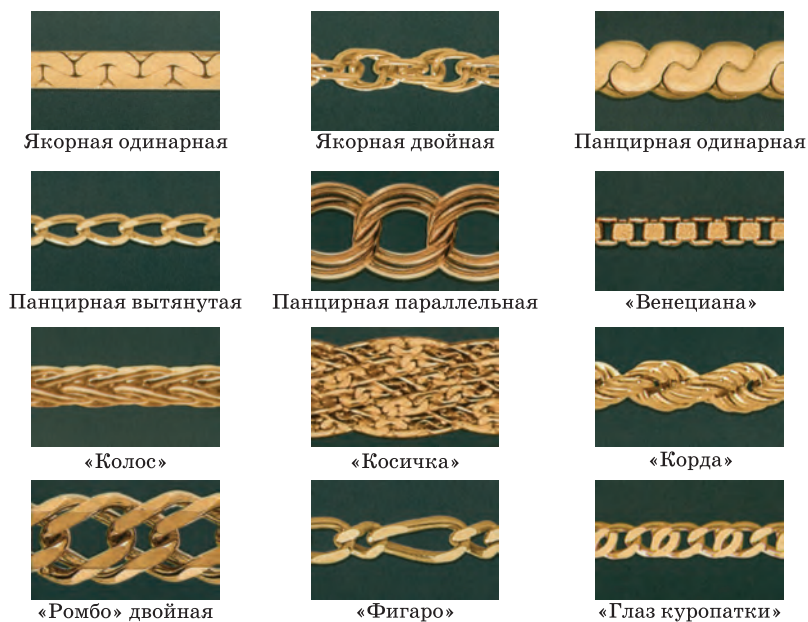 Якорная одинарная
Якорная двойная
Панцирная одинарная
Панцирная вытянутая
Панцирная параллельная
«Венециана»
«Колос»
«Косичка»
«Корда»
«Ромбо» двойная
«Фигаро»
«Глаз куропатки»